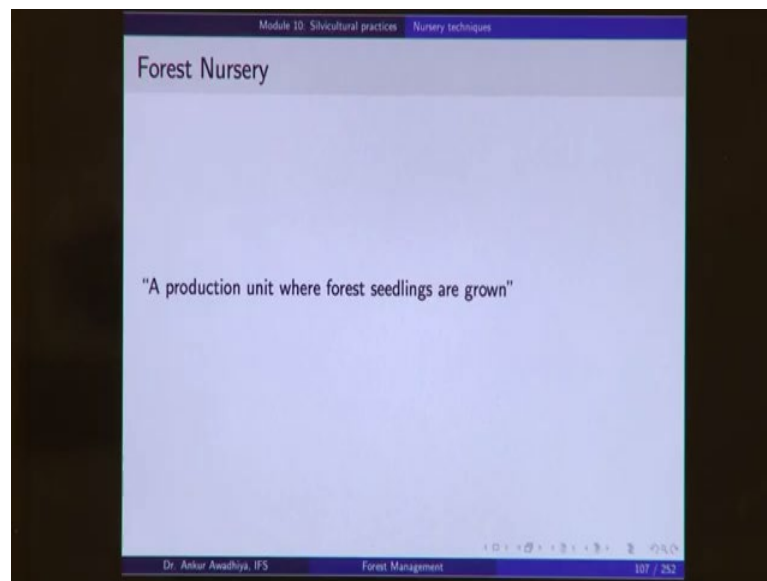 Module 10: Silvicultural practices Nursery techniques
Forest Nursery
"A production unit where forest seedlings are grown"
Dr. Ankur Awadhiya, IFS Forest Management 107 / 252